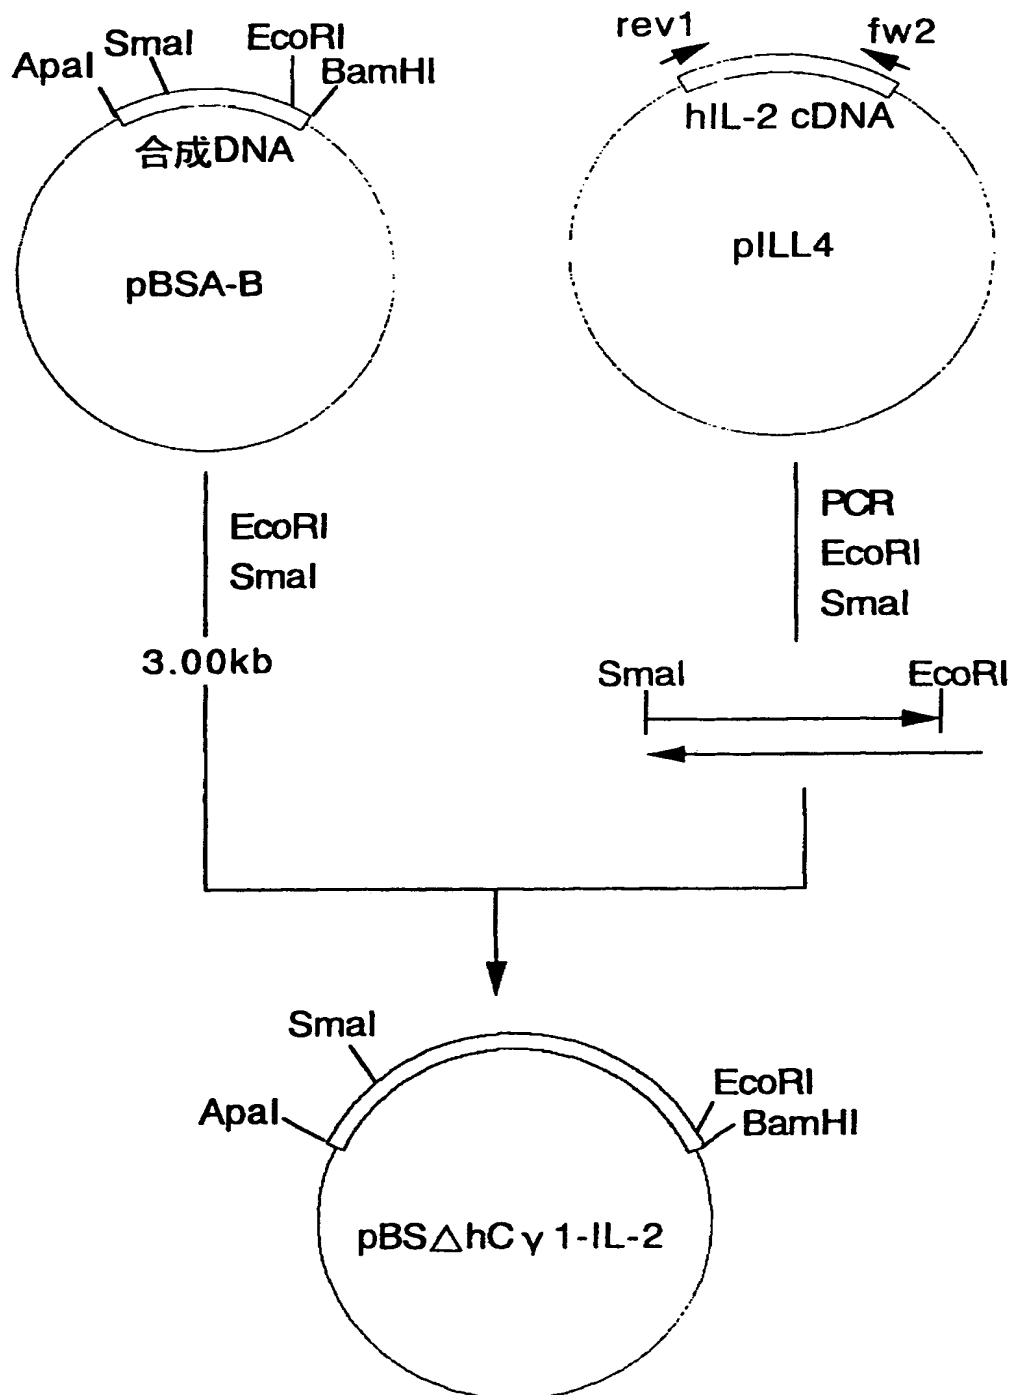 ApaI
SmaI
EcoRI
BamHI
合成DNA
pBSA-B
rev1
fw2
hIL-2 cDNA
pILL4
EcoRI
SmaI
3.00kb
PCR
EcoRI
SmaI
SmaI
EcoRI
SmaI
ApaI
EcoRI
BamHI
pBS△hCγ1-IL-2